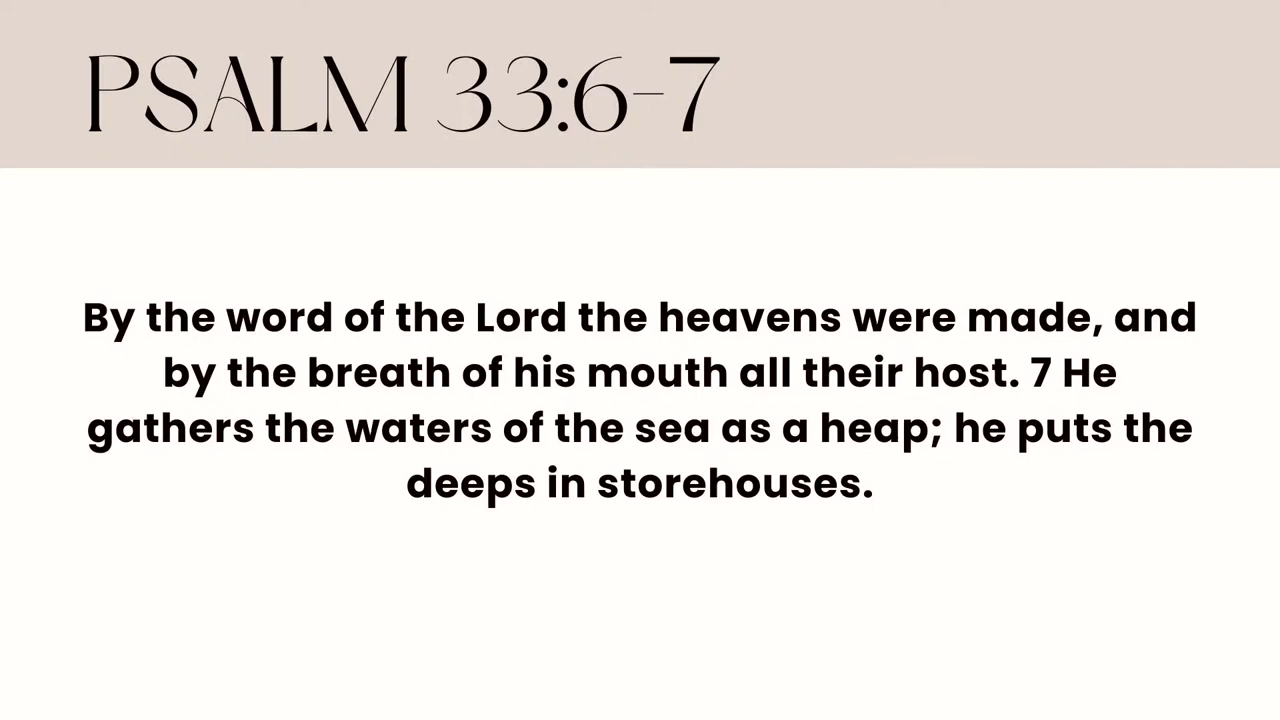 PSALM 33:6-7
By the word of the Lord the heavens were made, and
by the breath of his mouth all their host. 7 He
gathers the waters of the sea as a heap; he puts the
deeps in storehouses.